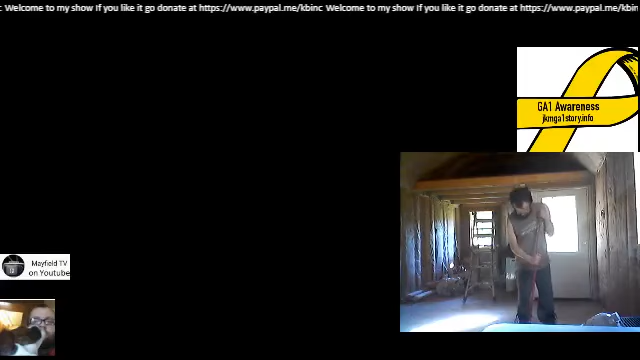 : Welcome to my show If you like it go donate at https://www.paypal.me/kbinc Welcome to my show If you like it go donate at https://www.paypal.me/kbin
GA1 Awareness
jkmga1story.info
Mayfield TV
on Youtube